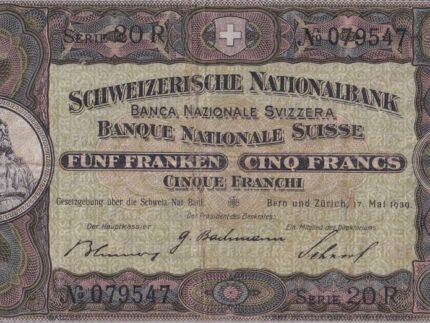 SERIE 20 R № 079547
SCHWEIZERISCHE NATIONALBANK
BANCA NAZIONALE SVIZZERA
BANQUE NATIONALE SUISSE
FÜNF FRANKEN CINQ FRANCS
CINQUE FRANCHI
Gesetzgebung über die Schweiz. Nat. Bank Bern und Zürich, 17. Mai 1939.
Der Präsident des Bankrates:
Der Hauptkassier: Ein Mitglied des Direktoriums
№ 079547 SERIE 20 R